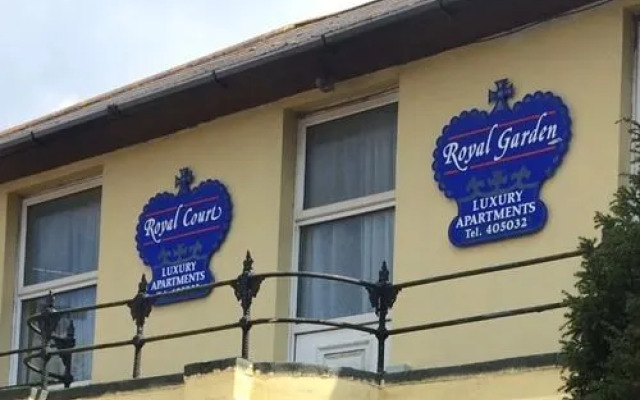 Royal Court
LUXURY
APARTMENTS
Royal Garden
LUXURY
APARTMENTS
Tel. 405032